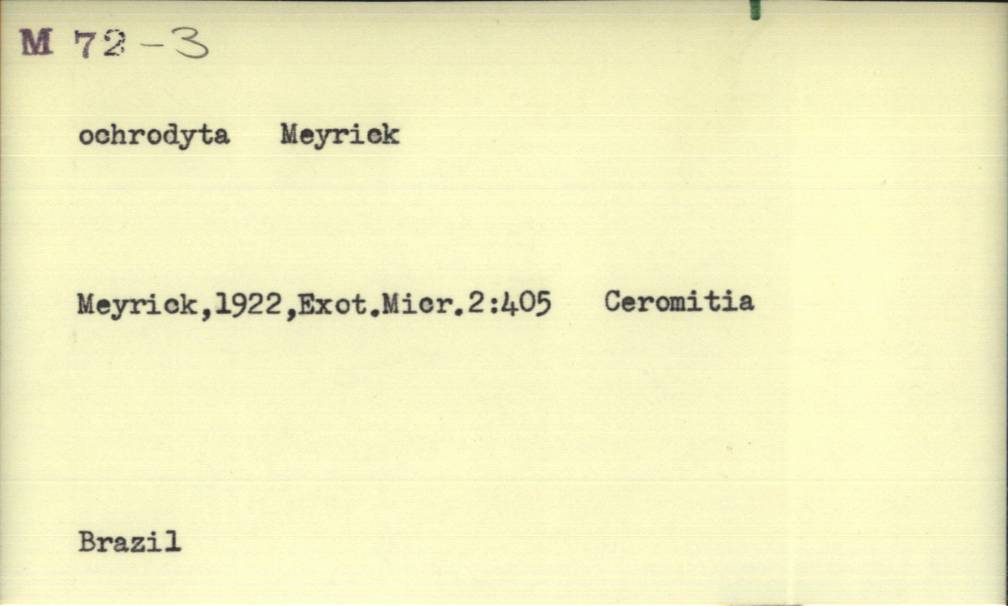 M 72-3
ochrodyta Meyrick
Meyrick,1922,Exot.Micr.2:405 Ceromitia
Brazil